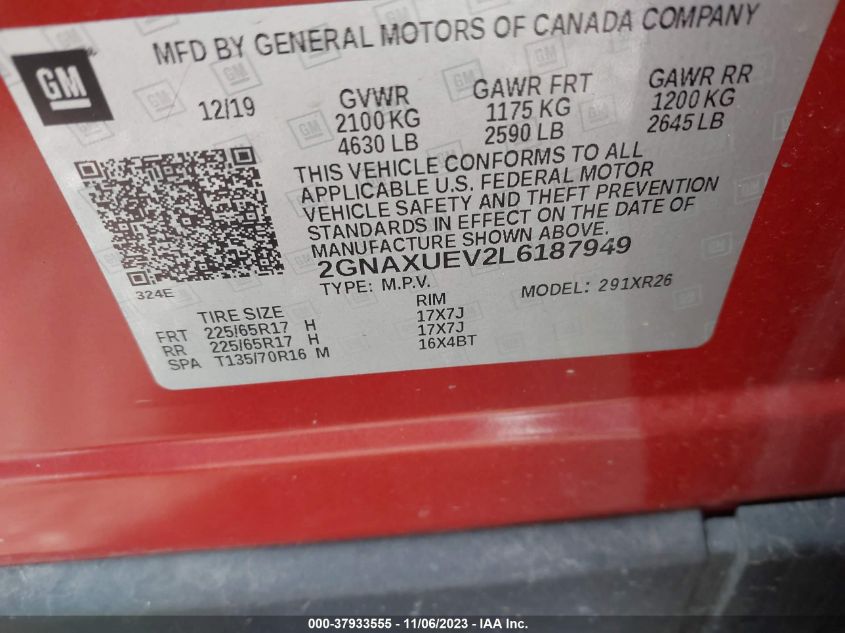 MFD BY GENERAL MOTORS OF CANADA COMPANY
GM
12/19
GVWR
2100 KG
4630 LB
GAWR FRT
1175 KG
2590 LB
GAWR RR
1200 KG
2645 LB
THIS VEHICLE CONFORMS TO ALL
APPLICABLE U.S. FEDERAL MOTOR
VEHICLE SAFETY AND THEFT PREVENTION
STANDARDS IN EFFECT ON THE DATE OF
MANUFACTURE SHOWN ABOVE.
2GNAXUEV2L6187949
324E
TYPE: M.P.V.
MODEL: 291XR26
TIRE SIZE RIM
FRT 225/65R17 H 17X7J
RR 225/65R17 H 17X7J
SPA T135/70R16 M 16X4BT
000-37933555 - 11/06/2023 - IAA Inc.